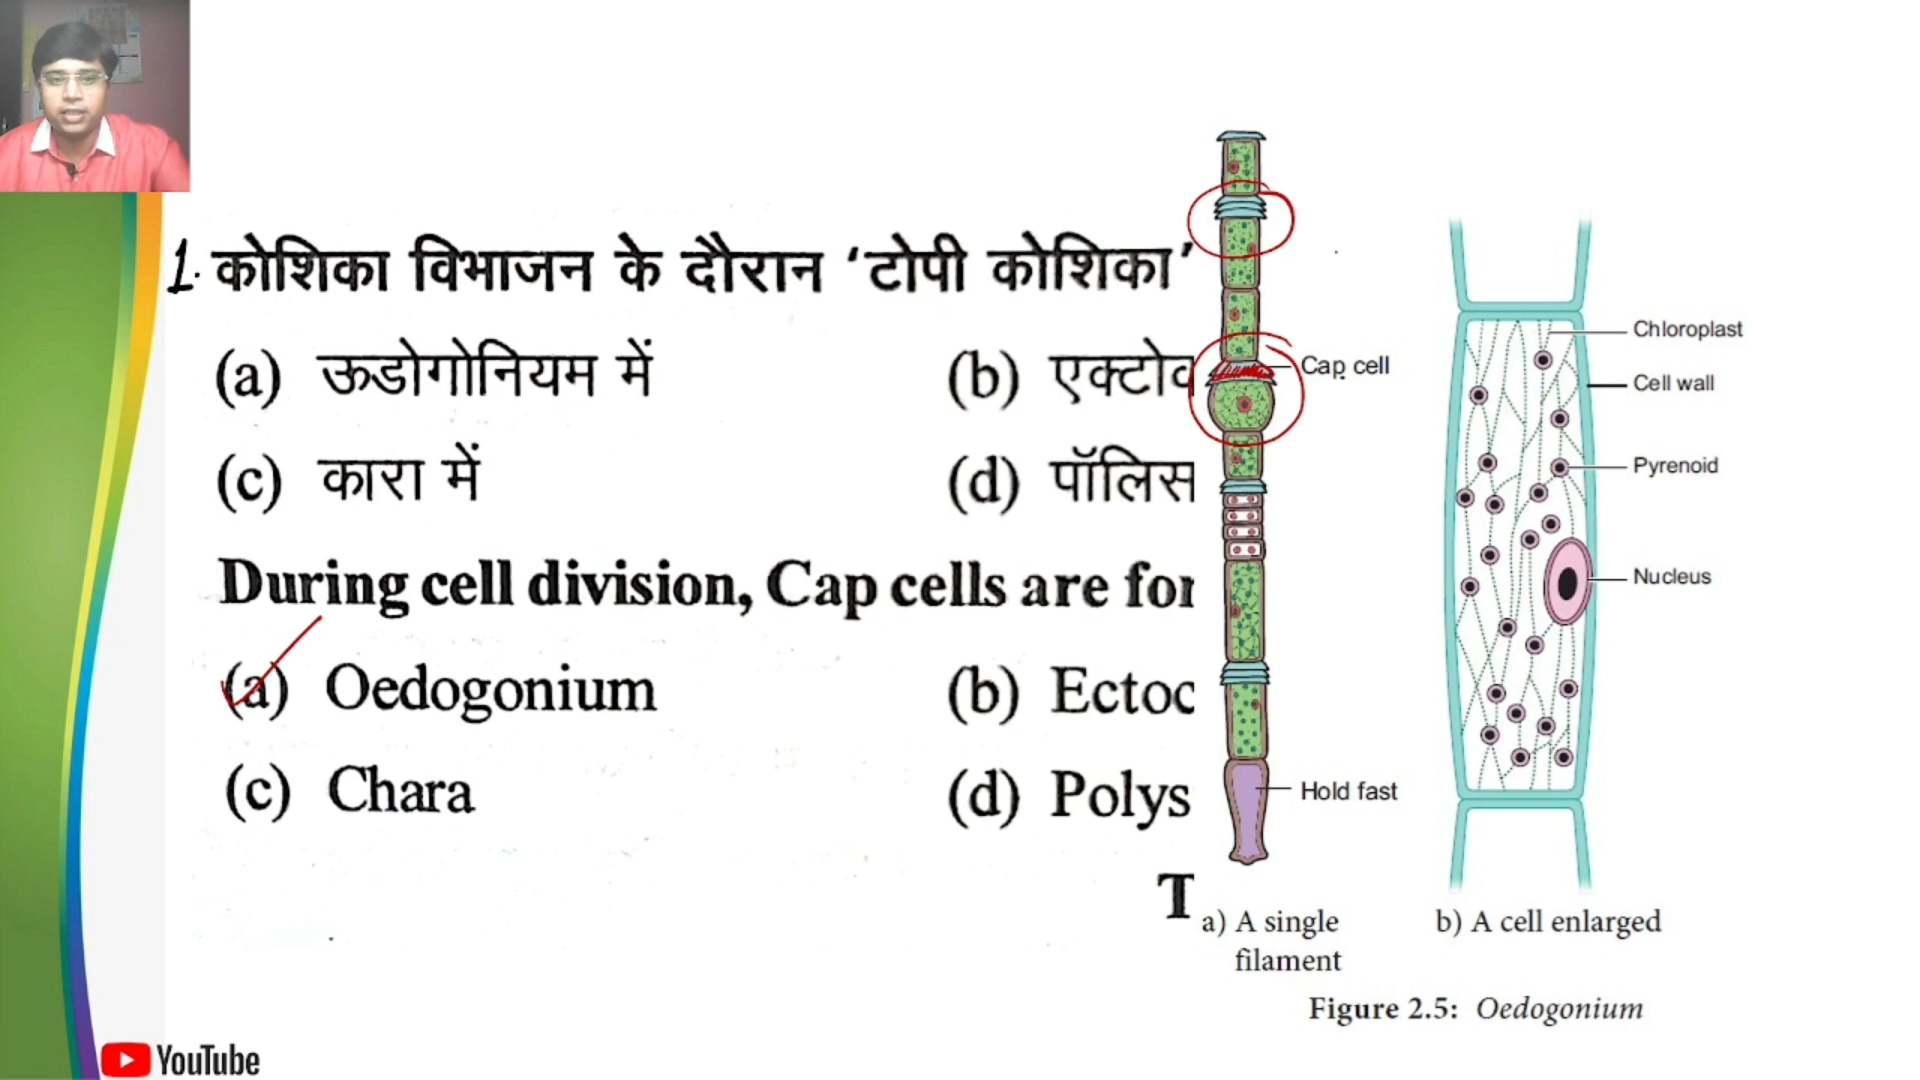 1. कोशिका विभाजन के दौरान ‘टोपी कोशिका’
(a) ऊडोगोनियम में
(b) एक्टोव
(c) कारा में
(d) पॉलिस
During cell division, Cap cells are for
(a) Oedogonium
(b) Ectoc
(c) Chara
(d) Polys
T
Cap cell
Hold fast
a) A single
filament
Chloroplast
Cell wall
Pyrenoid
Nucleus
b) A cell enlarged
Figure 2.5: Oedogonium
YouTube